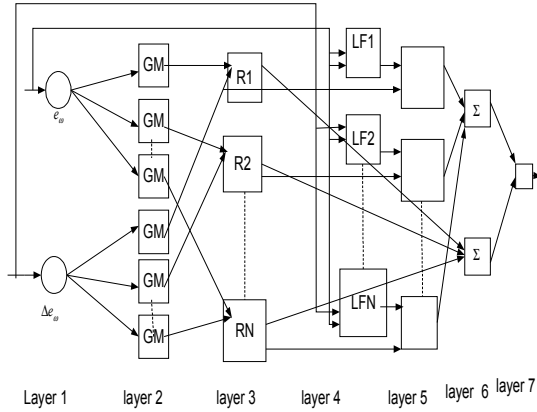 LF1
GM
R1
e_ω
Σ
GM
LF2
R2
GM
GM
Σ
GM
LFN
Δe_ω
GM
RN
Layer 1
layer 2
layer 3
layer 4
layer 5
layer 6
layer 7